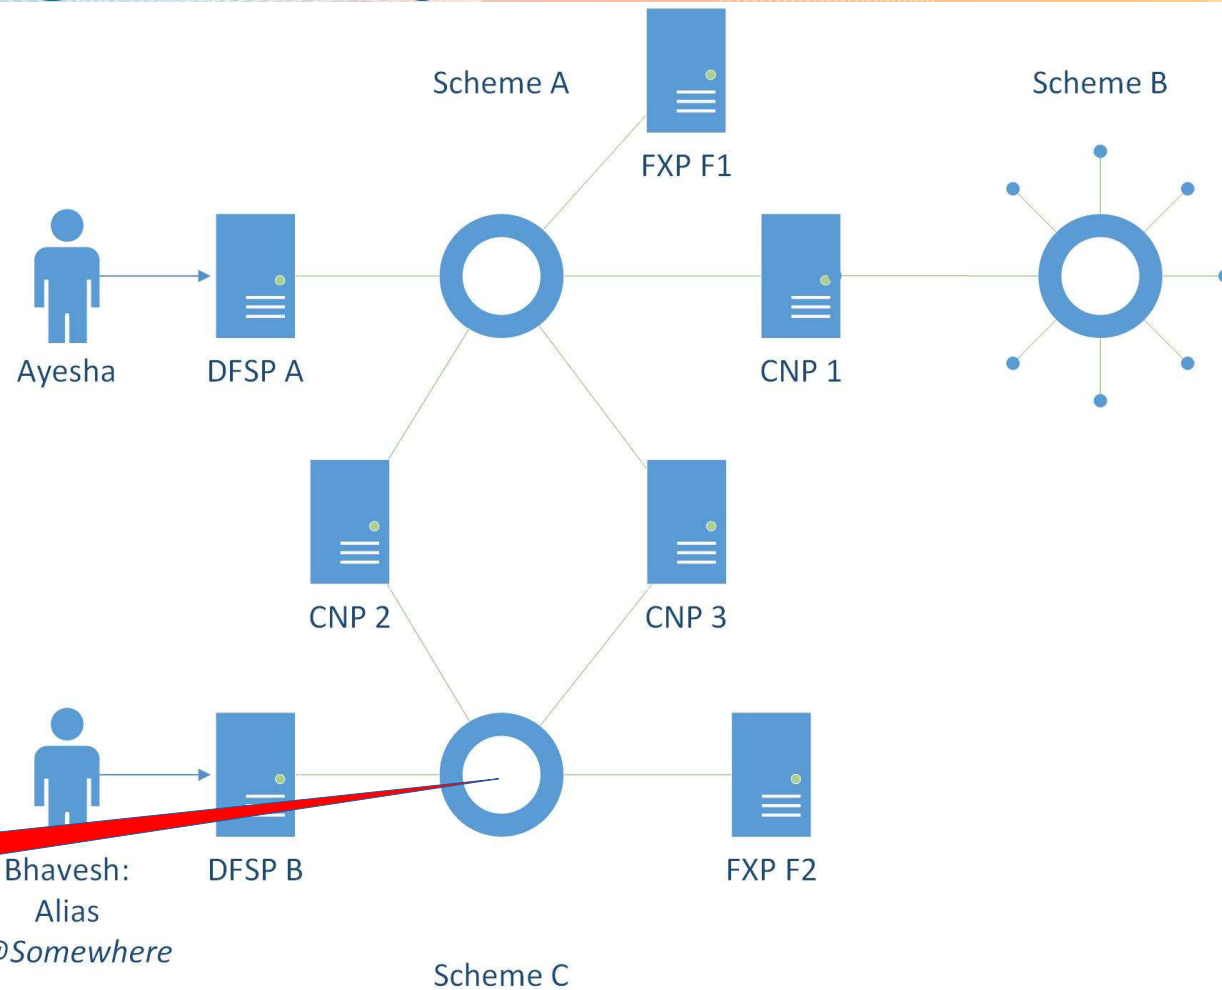 Scheme A
Scheme B
FXP F1
Ayesha
DFSP A
CNP 1
CNP 2
CNP 3
Bhavesh:
Alias
@Somewhere
DFSP B
FXP F2
Scheme C